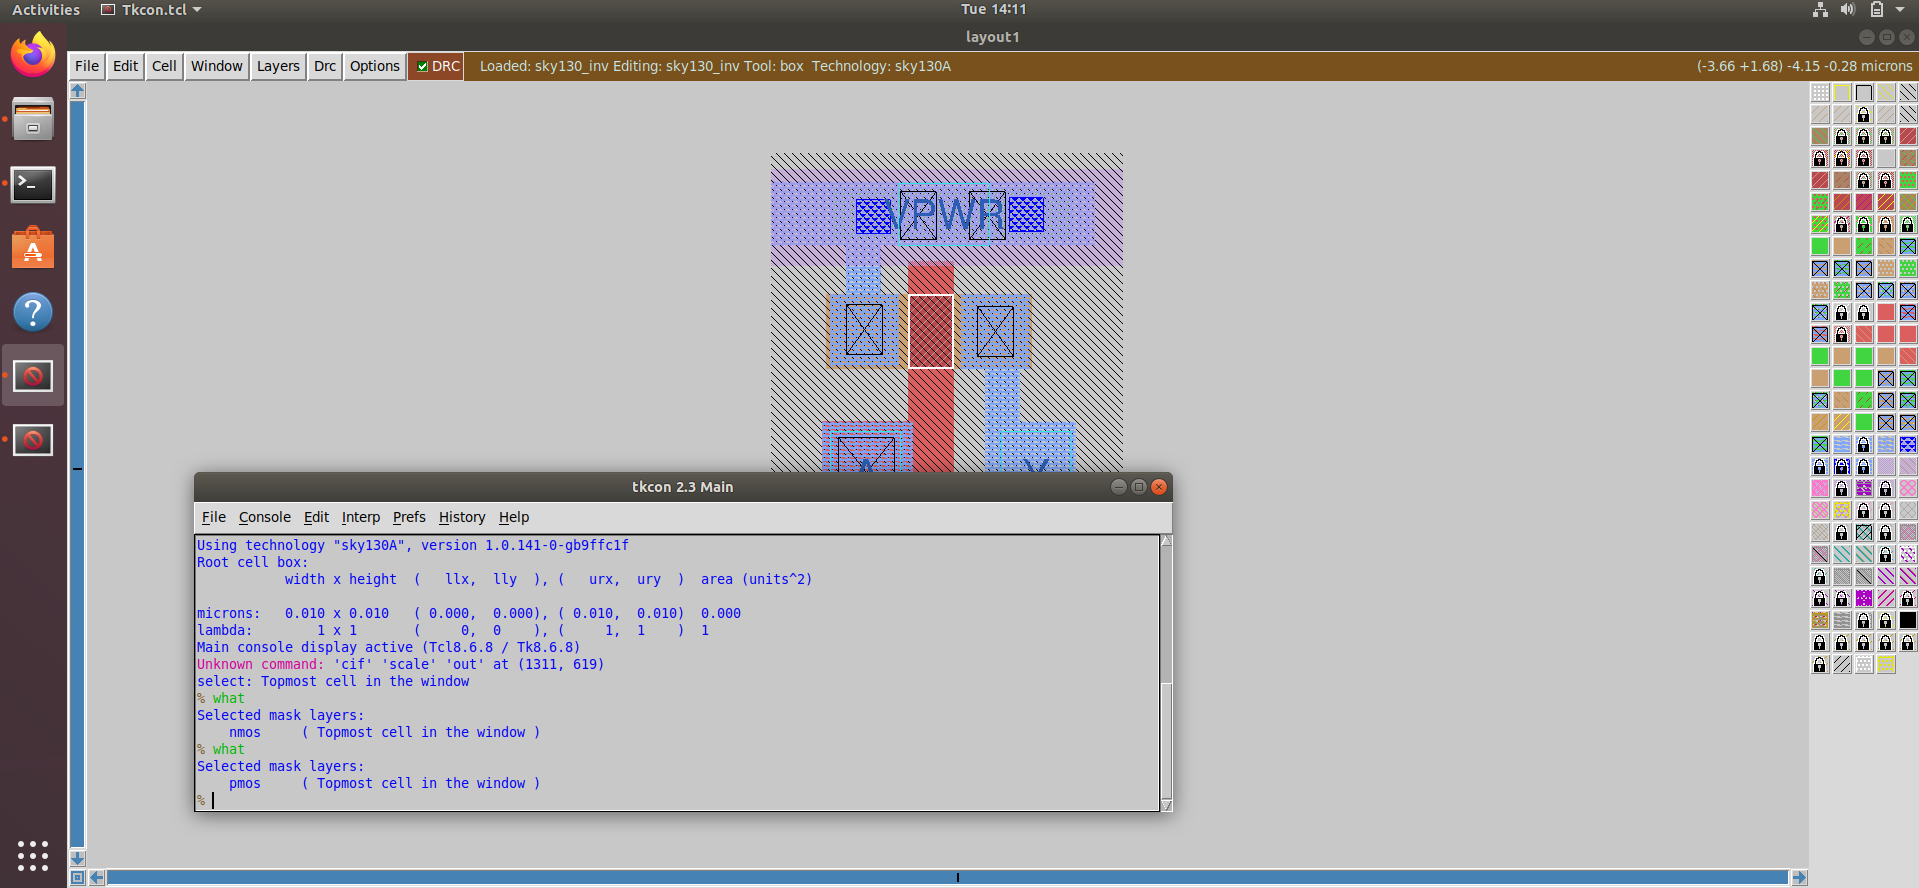 Activities Tkcon.tcl Tue 14:11
layout1
File Edit Cell Window Layers Drc Options DRC Loaded: sky130_inv Editing: sky130_inv Tool: box Technology: sky130A (-3.66 +1.68) -4.15 -0.28 microns
VPWR
A Y
tkcon 2.3 Main
File Console Edit Interp Prefs History Help
Using technology "sky130A", version 1.0.141-0-gb9ffc1f
Root cell box:
width x height ( llx, lly ), ( urx, ury ) area (units^2)
microns: 0.010 x 0.010 ( 0.000, 0.000), ( 0.010, 0.010) 0.000
lambda: 1 x 1 ( 0, 0 ), ( 1, 1 ) 1
Main console display active (Tcl8.6.8 / Tk8.6.8)
Unknown command: 'cif' 'scale' 'out' at (1311, 619)
select: Topmost cell in the window
% what
Selected mask layers:
nmos ( Topmost cell in the window )
% what
Selected mask layers:
pmos ( Topmost cell in the window )
%